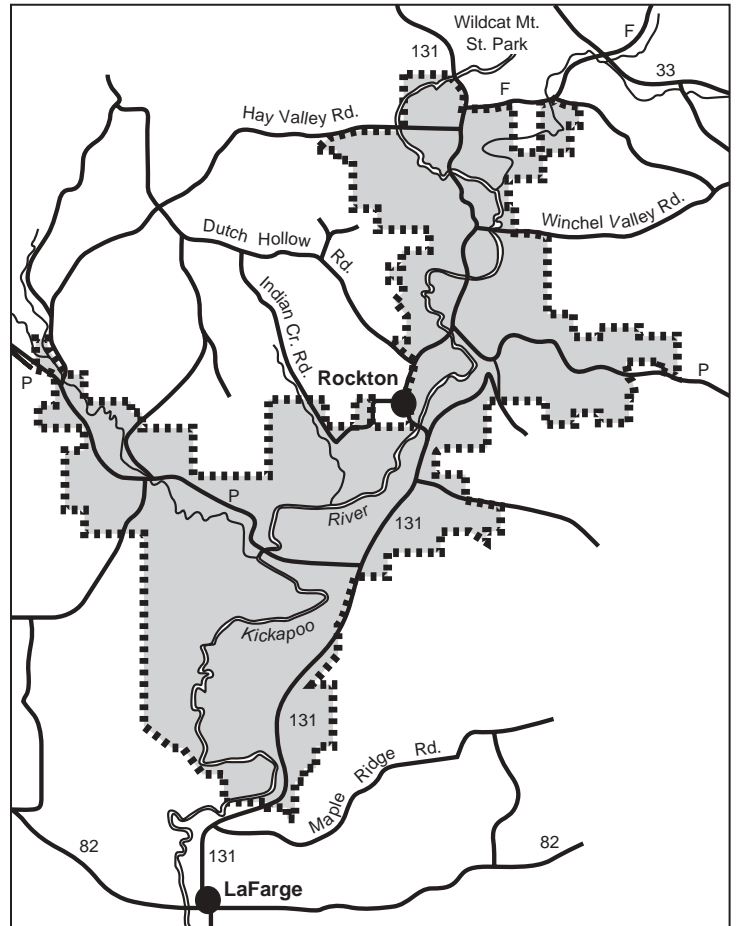 Wildcat Mt.
St. Park
131
F
33
F
Hay Valley Rd.
Winchel Valley Rd.
Dutch Hollow
Rd.
Indian Cr. Rd.
Rockton
P
P
P
River
131
Kickapoo
131
Maple Ridge Rd.
82
82
131
LaFarge